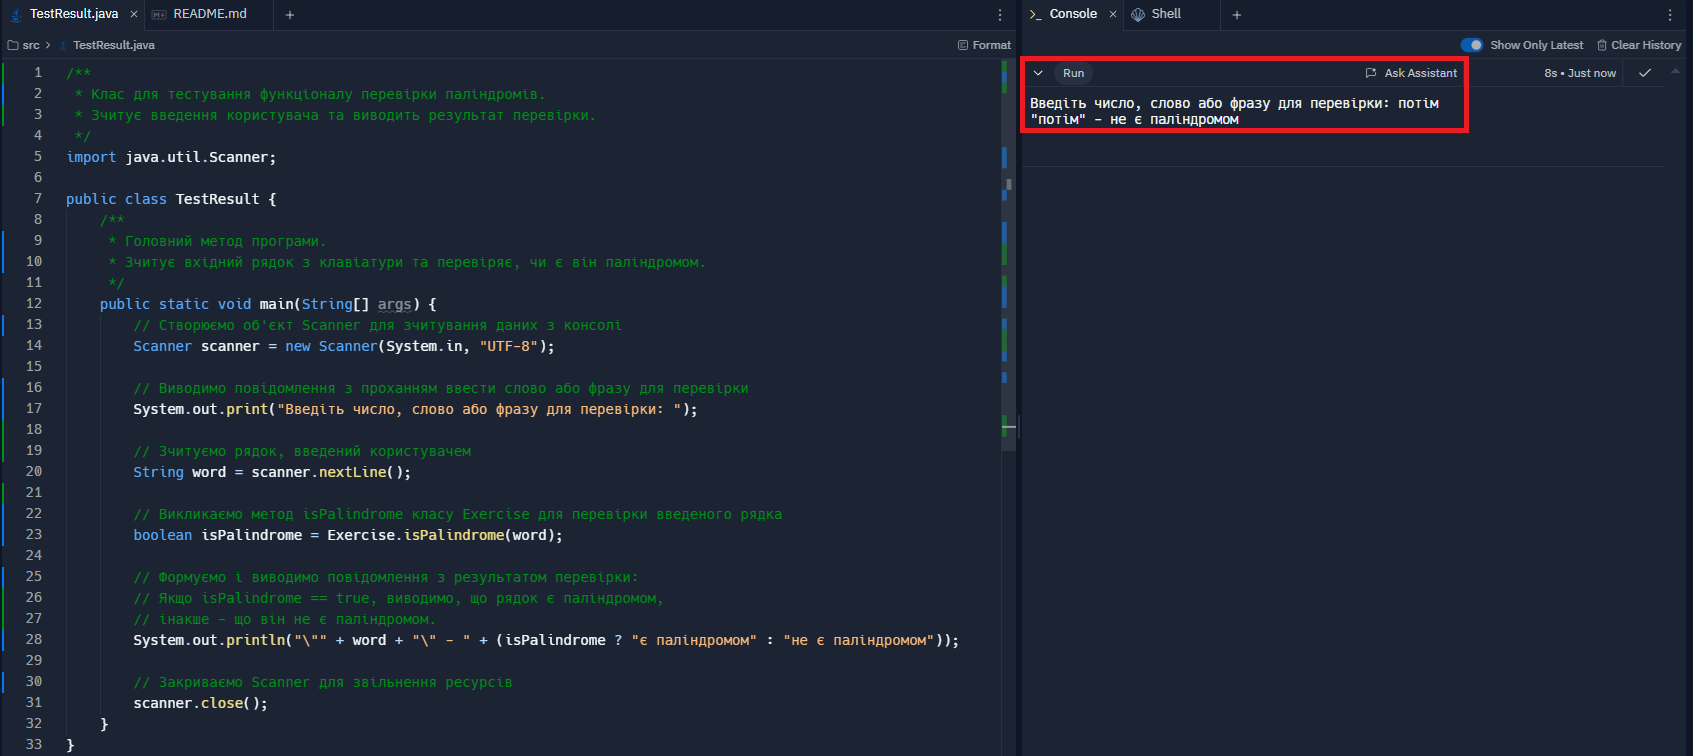 TestResult.java
README.md
src > TestResult.java
Format
1 /**
2 * Клас для тестування функціоналу перевірки паліндромів.
3 * Зчитує введення користувача та виводить результат перевірки.
4 */
5 import java.util.Scanner;
6
7 public class TestResult {
8 /**
9 * Головний метод програми.
10 * Зчитує вхідний рядок з клавіатури та перевіряє, чи є він паліндромом.
11 */
12 public static void main(String[] args) {
13 // Створюємо об'єкт Scanner для зчитування даних з консолі
14 Scanner scanner = new Scanner(System.in, "UTF-8");
15
16 // Виводимо повідомлення з проханням ввести слово або фразу для перевірки
17 System.out.print("Введіть число, слово або фразу для перевірки: ");
18
19 // Зчитуємо рядок, введений користувачем
20 String word = scanner.nextLine();
21
22 // Викликаємо метод isPalindrome класу Exercise для перевірки введеного рядка
23 boolean isPalindrome = Exercise.isPalindrome(word);
24
25 // Формуємо і виводимо повідомлення з результатом перевірки:
26 // Якщо isPalindrome == true, виводимо, що рядок є паліндромом,
27 // інакше – що він не є паліндромом.
28 System.out.println("\"" + word + "\" - " + (isPalindrome ? "є паліндромом" : "не є паліндромом"));
29
30 // Закриваємо Scanner для звільнення ресурсів
31 scanner.close();
32 }
33 }
Console
Shell
Show Only Latest
Clear History
Run
Ask Assistant
8s • Just now
Введіть число, слово або фразу для перевірки: потім
"потім" - не є паліндромом